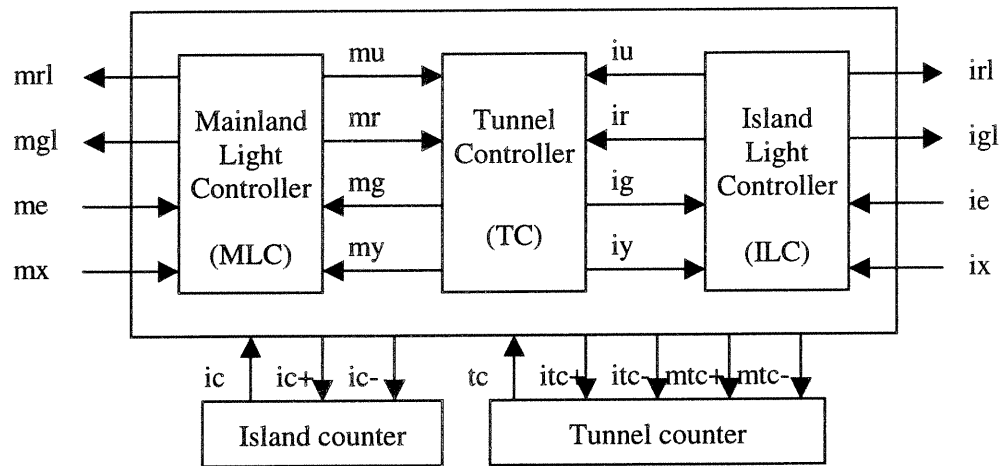 mrl mu iu irl
mgl Mainland mr Tunnel ir Island igl
Light Controller Light
Controller Controller
me mg ig ie
(MLC) (TC) (ILC)
mx my iy ix
ic ic+ ic- tc itc+ itc- mtc+ mtc-
Island counter Tunnel counter